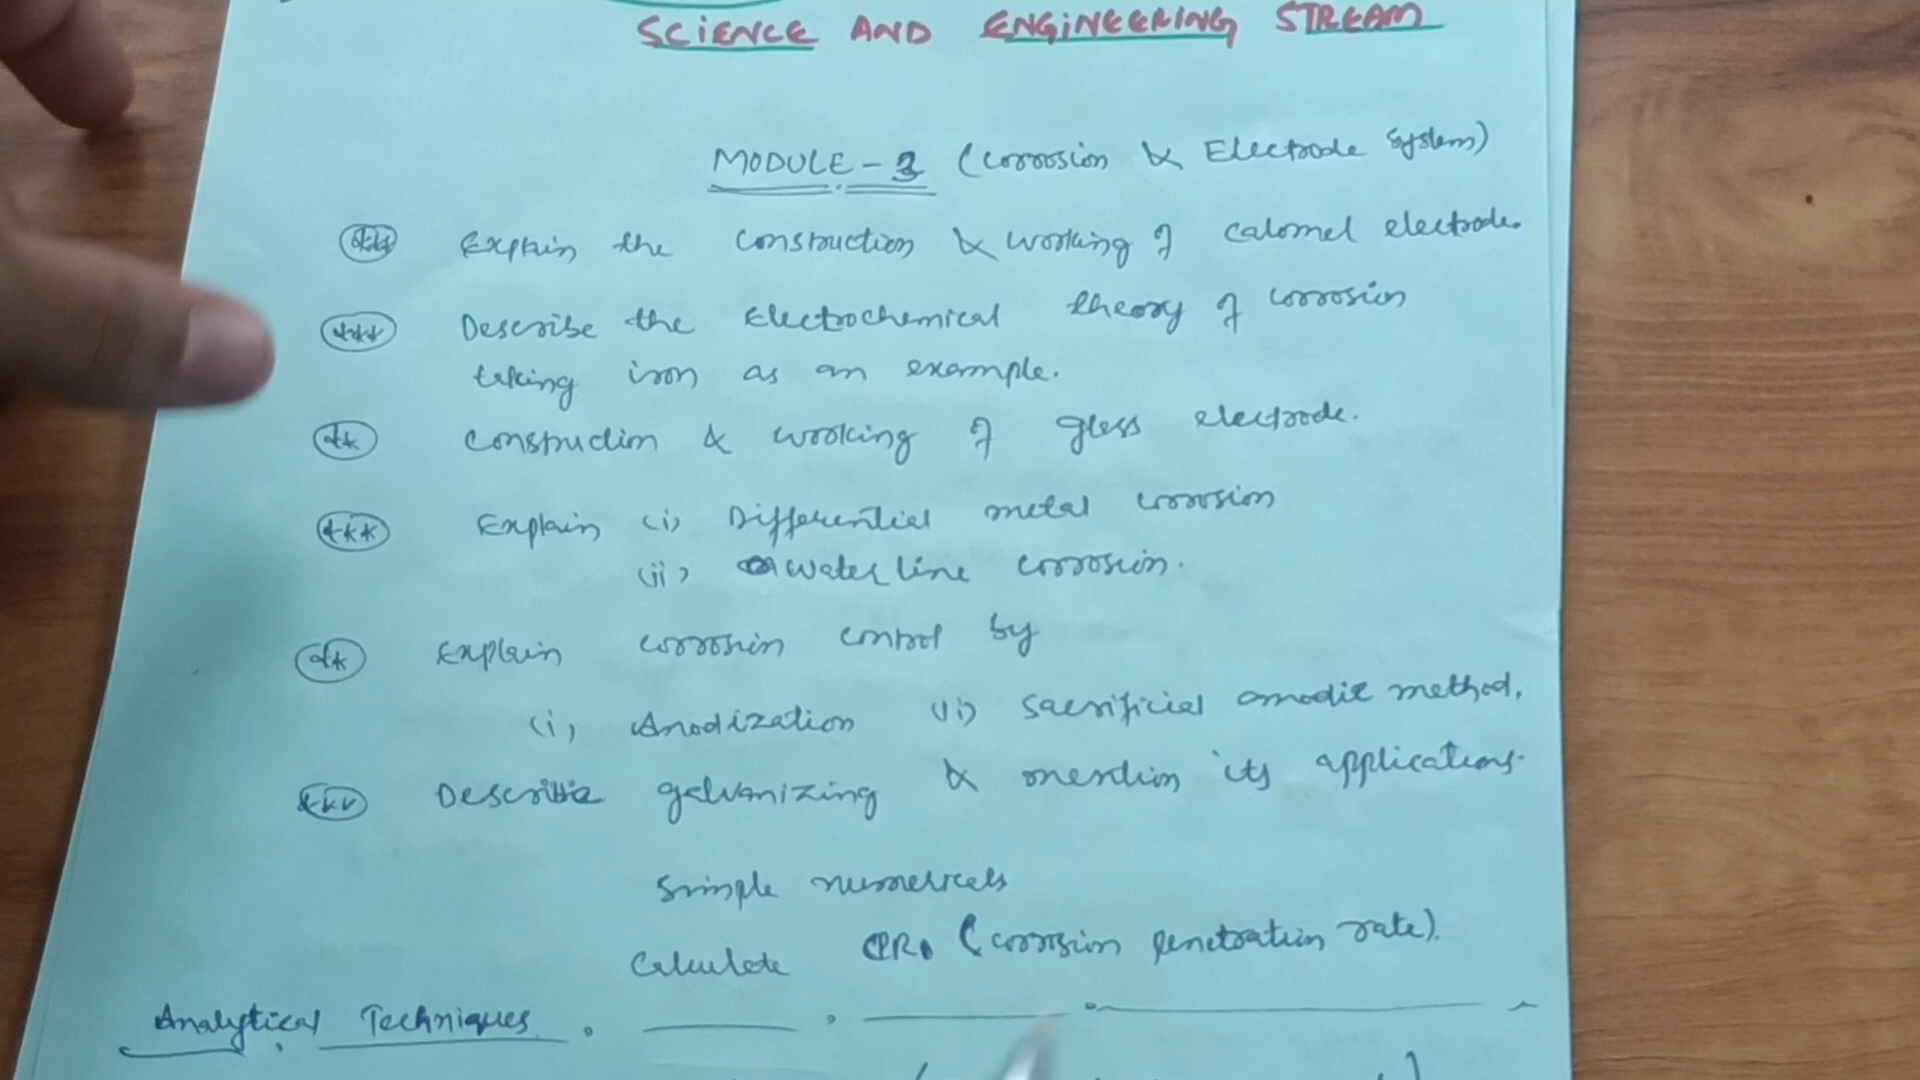 SCIENCE AND ENGINEERING STREAM
MODULE - 3 (Corrosion & Electrode System)
*** Explain the construction & working of calomel electrode.
*** Describe the Electrochemical theory of corrosion
taking iron as an example.
** Construction & working of glass electrode.
*** Explain (i) Differential metal corrosion
(ii) waterline corrosion.
** Explain corrosion control by
(i) Anodization (ii) Sacrificial anodic method.
*** Describe galvanizing & mention its applications.
Simple numericals
Calculate CPR (corrosion penetration rate).
Analytical Techniques